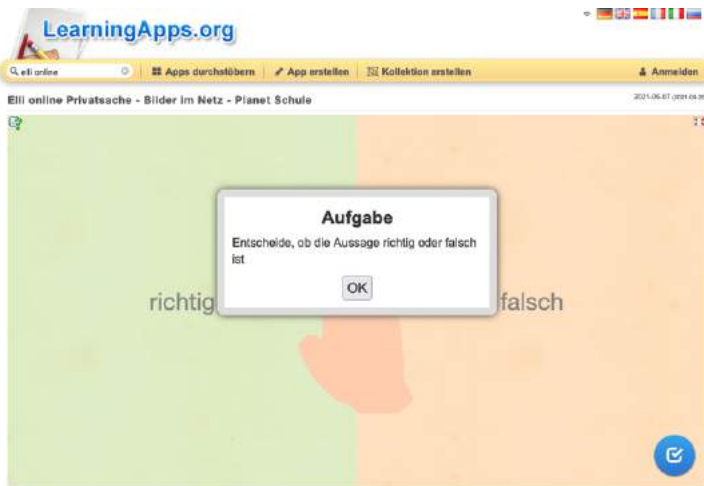 LearningApps.org
elli online
Apps durchstöbern
App erstellen
Kollektion erstellen
Anmelden
Elli online Privatsache - Bilder im Netz - Planet Schule
Aufgabe
Entscheide, ob die Aussage richtig oder falsch
ist
OK
richtig
falsch